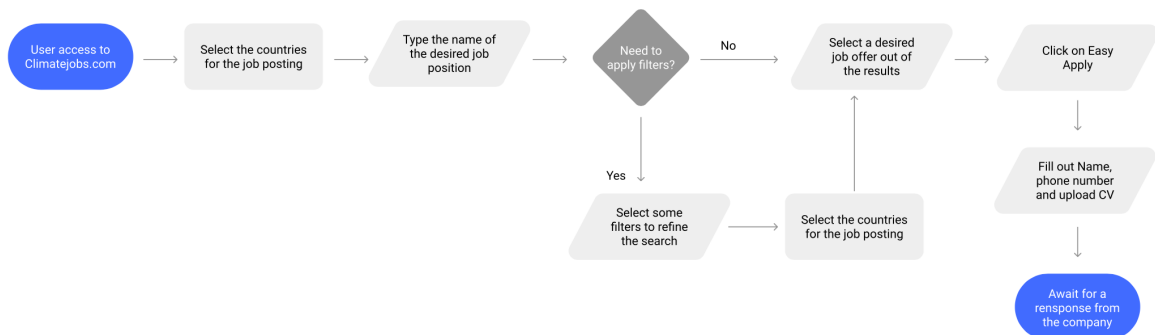 User access to
Climatejobs.com
Select the countries
for the job posting
Type the name of
the desired job
position
Need to
apply filters?
No
Select a desired
job offer out of
the results
Click on Easy
Apply
Yes
Select some
filters to refine
the search
Select the countries
for the job posting
Fill out Name,
phone number
and upload CV
Await for a
rensponse from
the company